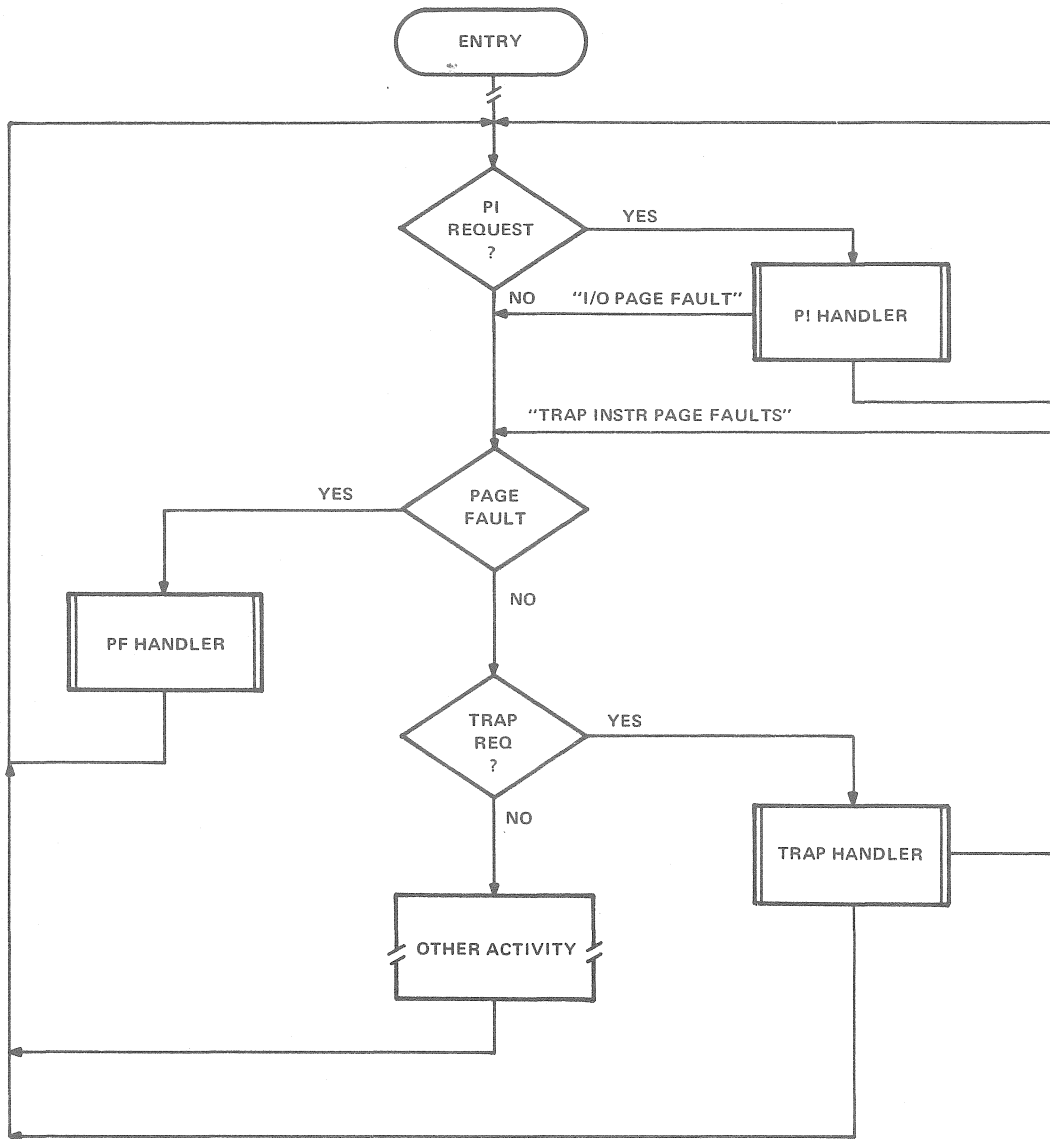 ENTRY
PI
REQUEST
?
YES
NO
"I/O PAGE FAULT"
PI HANDLER
"TRAP INSTR PAGE FAULTS"
YES
PAGE
FAULT
NO
PF HANDLER
TRAP
REQ
?
YES
NO
TRAP HANDLER
OTHER ACTIVITY